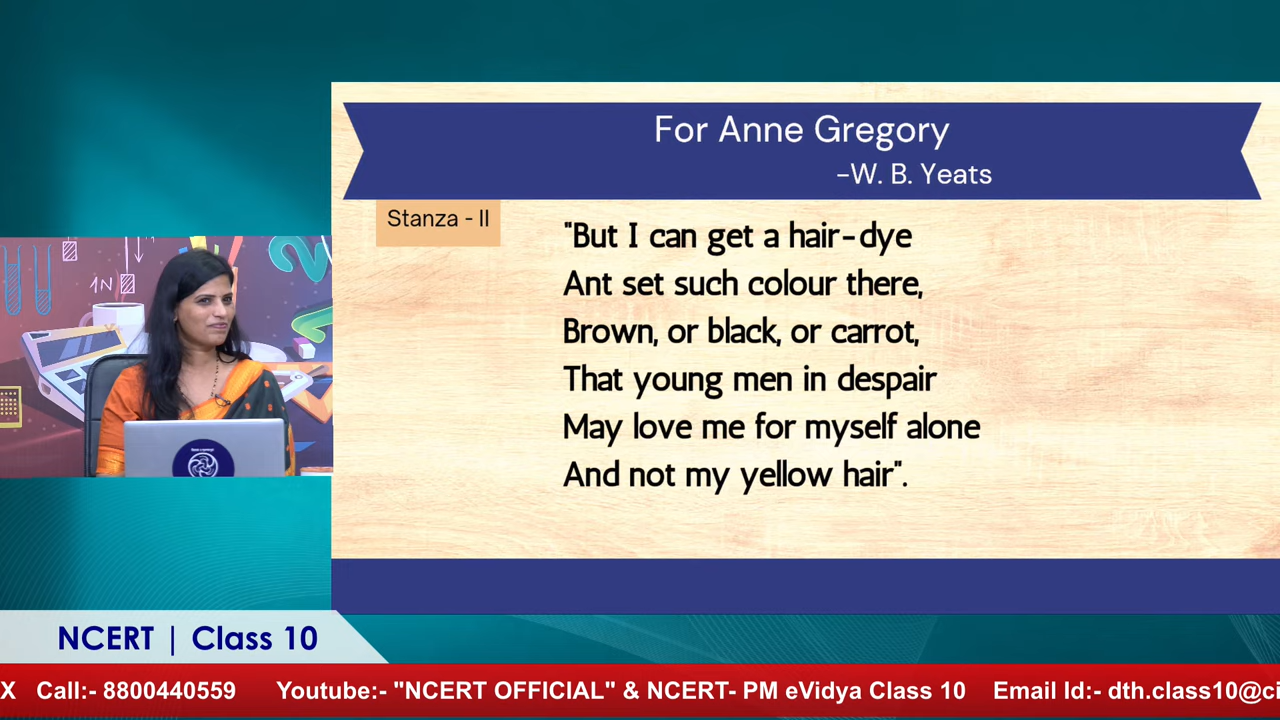 For Anne Gregory
-W. B. Yeats
Stanza - II
"But I can get a hair-dye
Ant set such colour there,
Brown, or black, or carrot,
That young men in despair
May love me for myself alone
And not my yellow hair".
1N
NCERT | Class 10
X Call:- 8800440559 Youtube:- "NCERT OFFICIAL" & NCERT- PM eVidya Class 10 Email Id:- dth.class10@ci